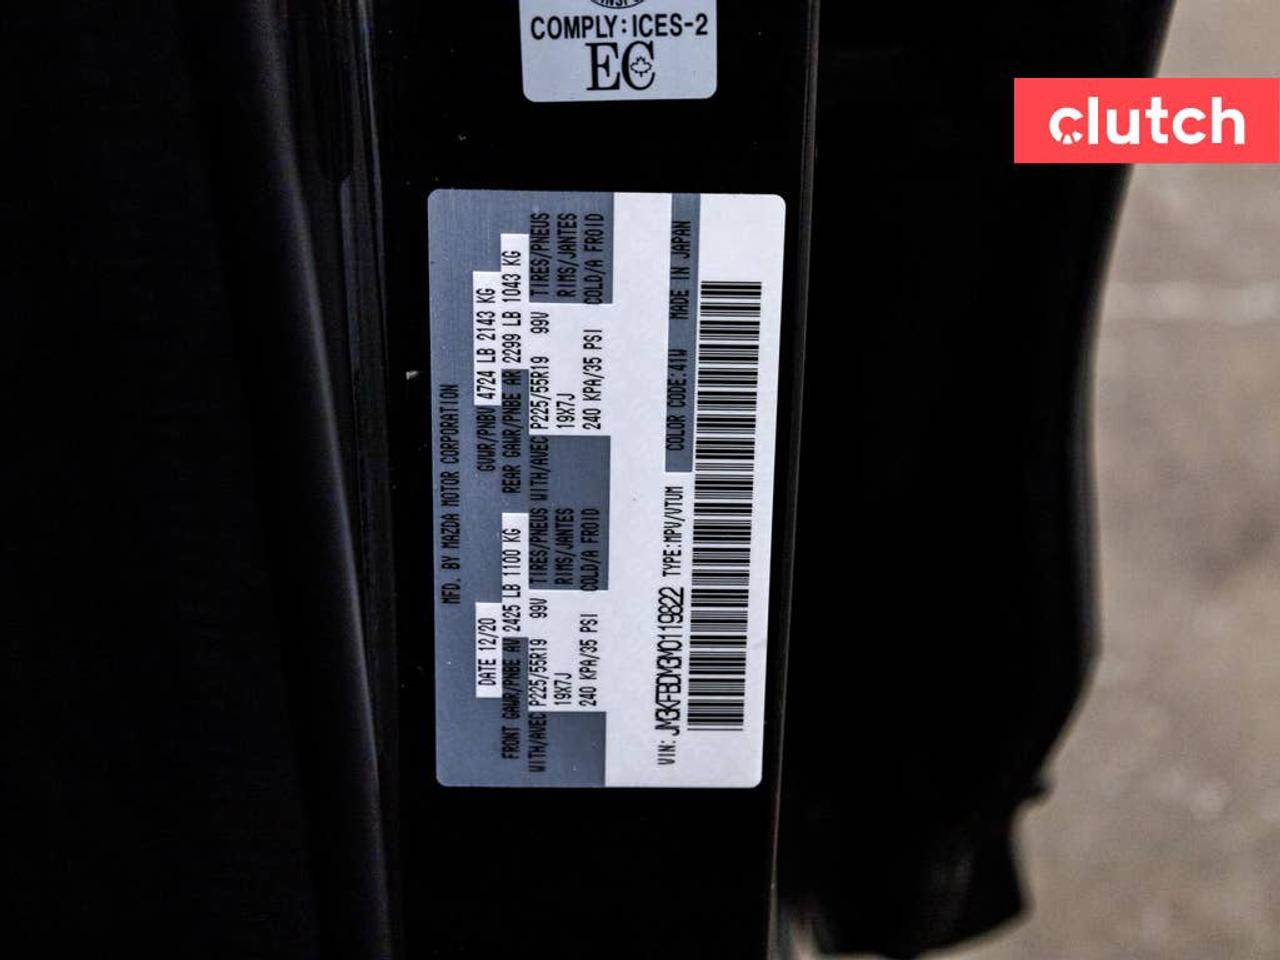 COMPLY:ICES-2
EC
clutch
MFD. BY MAZDA MOTOR CORPORATION
DATE 12/20 GVWR/PNBV 4724 LB 2143 KG
FRONT GAWR/PNBE AV 2425 LB 1100 KG REAR GAWR/PNBE AR 2299 LB 1043 KG
WITH/AVEC P225/55R19 99V TIRES/PNEUS WITH/AVEC P225/55R19 99V TIRES/PNEUS
19X7J RIMS/JANTES 19X7J RIMS/JANTES
240 KPA/35 PSI COLD/A FROID 240 KPA/35 PSI COLD/A FROID
VIN: JM3KFBDM3M0119822 TYPE:MPV/VTUM COLOR CODE:41W MADE IN JAPAN